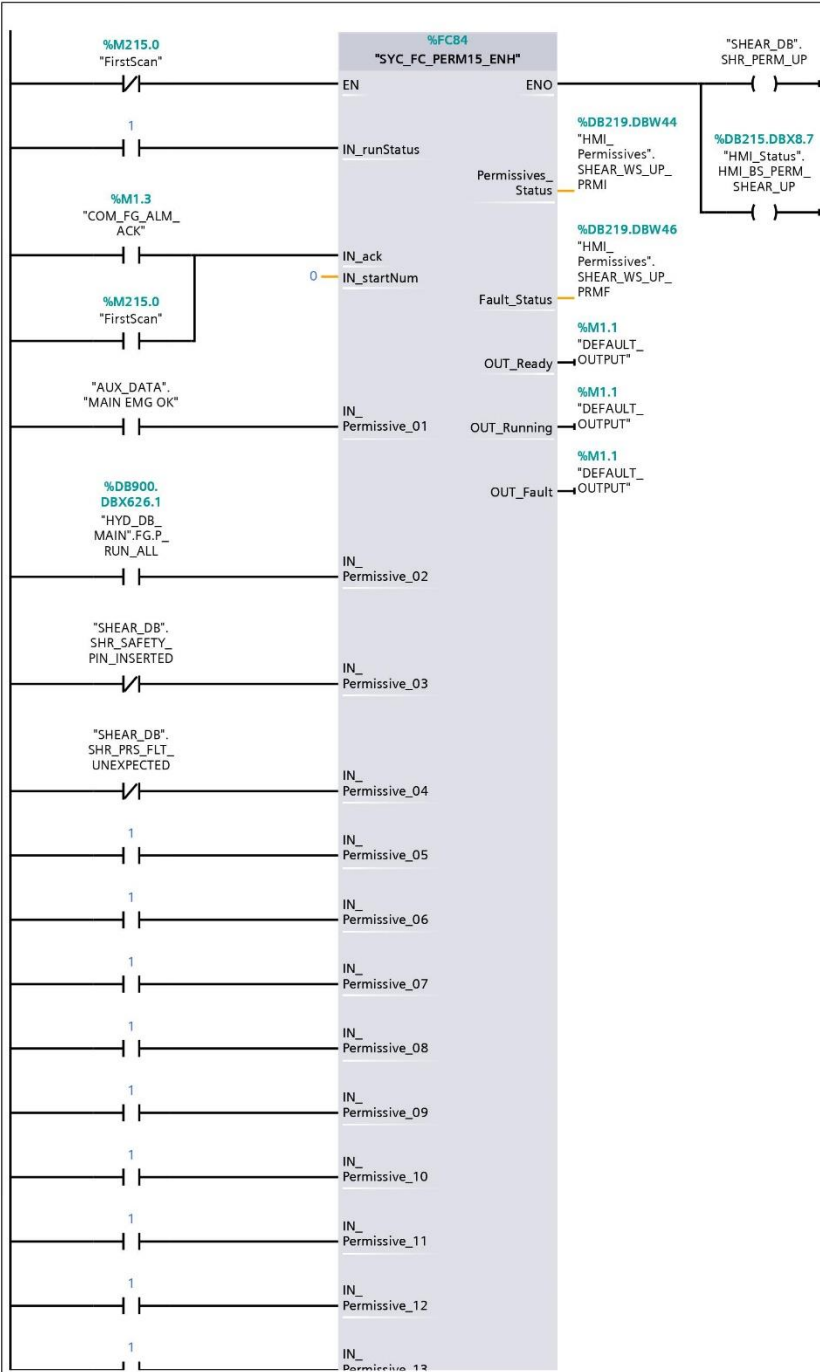 %M215.0
"FirstScan"
%FC84
"SYC_FC_PERM15_ENH"
EN
ENO
"SHEAR_DB".
SHR_PERM_UP
1
IN_runStatus
%DB219.DBW44
"HMI_
Permissives".
SHEAR_WS_UP_
PRMI
Permissives_
Status
%DB215.DBX8.7
"HMI_Status".
HMI_BS_PERM_
SHEAR_UP
%M1.3
"COM_FG_ALM_
ACK"
IN_ack
0
IN_startNum
%DB219.DBW46
"HMI_
Permissives".
SHEAR_WS_UP_
PRMF
Fault_Status
%M215.0
"FirstScan"
%M1.1
"DEFAULT_
OUTPUT"
OUT_Ready
"AUX_DATA".
"MAIN EMG OK"
IN_
Permissive_01
%M1.1
"DEFAULT_
OUTPUT"
OUT_Running
%M1.1
"DEFAULT_
OUTPUT"
OUT_Fault
%DB900.
DBX626.1
"HYD_DB_
MAIN".FG.P_
RUN_ALL
IN_
Permissive_02
"SHEAR_DB".
SHR_SAFETY_
PIN_INSERTED
IN_
Permissive_03
"SHEAR_DB".
SHR_PRS_FLT_
UNEXPECTED
IN_
Permissive_04
1
IN_
Permissive_05
1
IN_
Permissive_06
1
IN_
Permissive_07
1
IN_
Permissive_08
1
IN_
Permissive_09
1
IN_
Permissive_10
1
IN_
Permissive_11
1
IN_
Permissive_12
1
IN_
Permissive_13